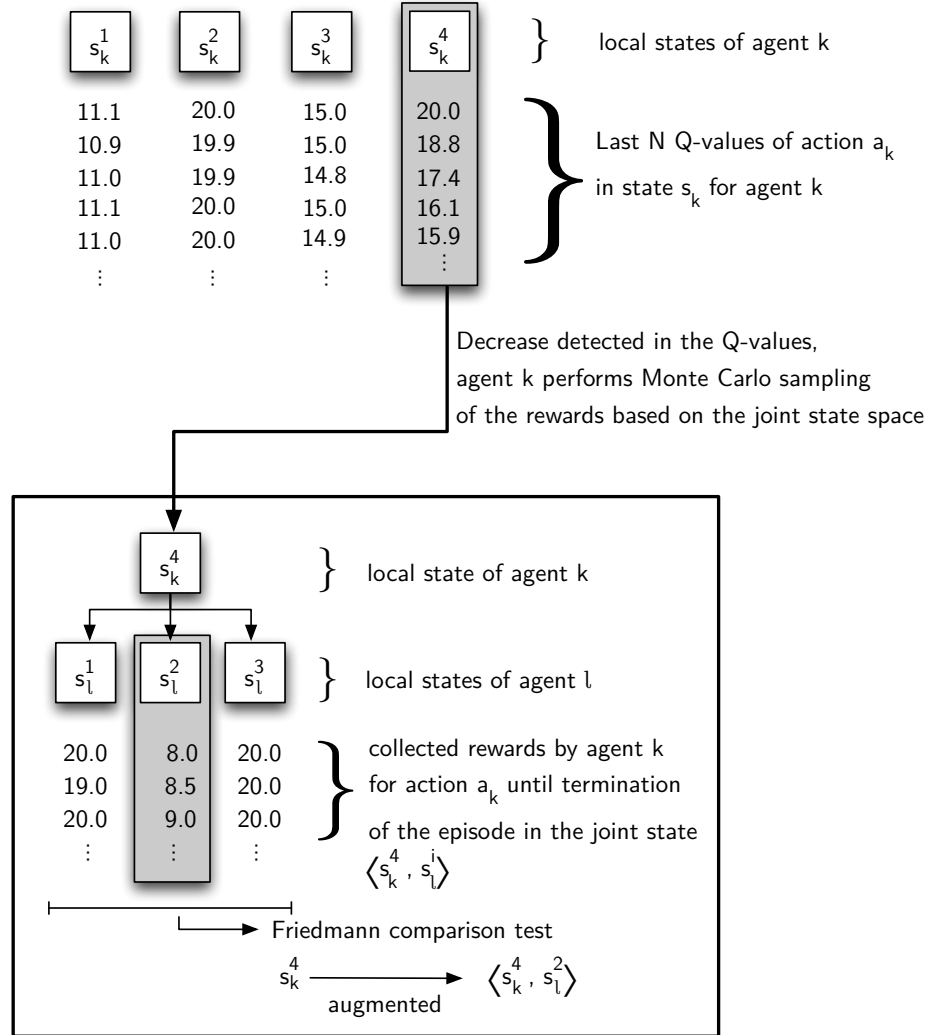 s_k^1 s_k^2 s_k^3 s_k^4 } local states of agent k
11.1 20.0 15.0 20.0
10.9 19.9 15.0 18.8
11.0 19.9 14.8 17.4
11.1 20.0 15.0 16.1
11.0 20.0 14.9 15.9
⋮ ⋮ ⋮ ⋮
} Last N Q-values of action a_k
in state s_k for agent k
Decrease detected in the Q-values,
agent k performs Monte Carlo sampling
of the rewards based on the joint state space
s_k^4 } local state of agent k
s_l^1 s_l^2 s_l^3 } local states of agent l
20.0 8.0 20.0
19.0 8.5 20.0
20.0 9.0 20.0
⋮ ⋮ ⋮
} collected rewards by agent k
for action a_k until termination
of the episode in the joint state
⟨s_k^4 , s_l^i⟩
Friedmann comparison test
s_k^4 ⟶ ⟨s_k^4 , s_l^2⟩
augmented